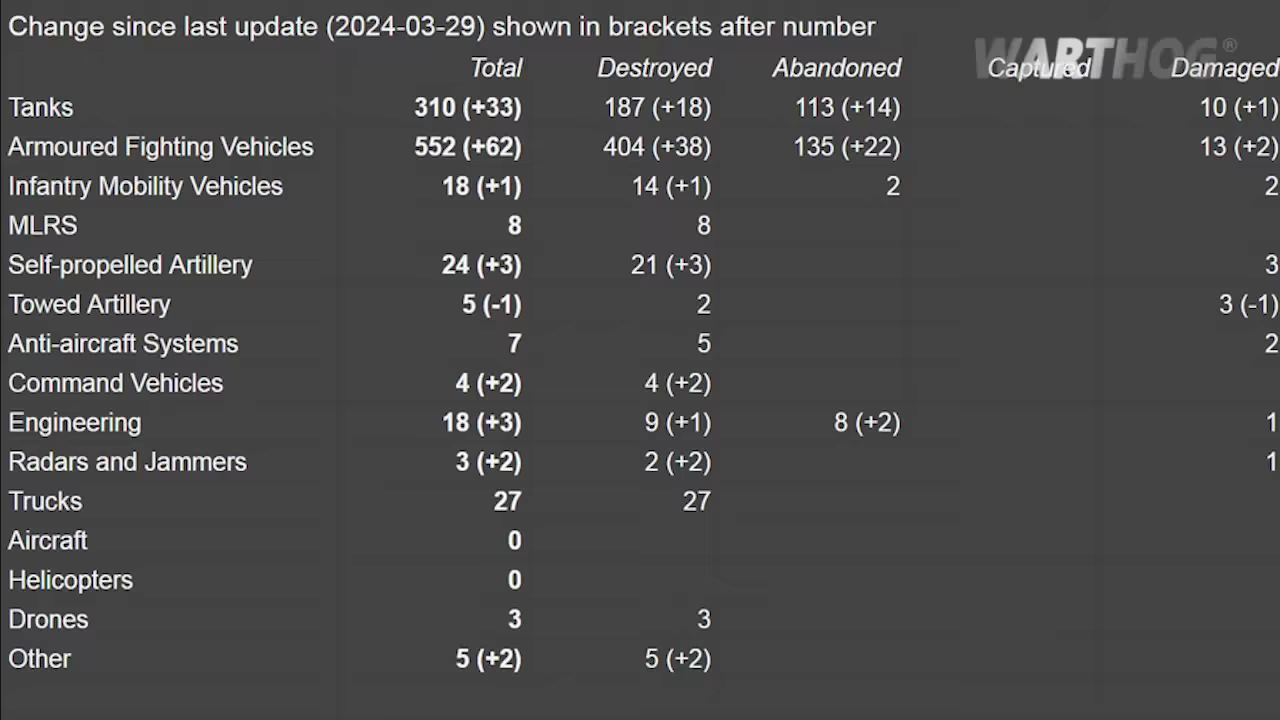 Change since last update (2024-03-29) shown in brackets after number
WARTHOG®
Total Destroyed Abandoned Captured Damaged
Tanks 310 (+33) 187 (+18) 113 (+14) 10 (+1)
Armoured Fighting Vehicles 552 (+62) 404 (+38) 135 (+22) 13 (+2)
Infantry Mobility Vehicles 18 (+1) 14 (+1) 2 2
MLRS 8 8
Self-propelled Artillery 24 (+3) 21 (+3) 3
Towed Artillery 5 (-1) 2 3 (-1)
Anti-aircraft Systems 7 5 2
Command Vehicles 4 (+2) 4 (+2)
Engineering 18 (+3) 9 (+1) 8 (+2) 1
Radars and Jammers 3 (+2) 2 (+2) 1
Trucks 27 27
Aircraft 0
Helicopters 0
Drones 3 3
Other 5 (+2) 5 (+2)